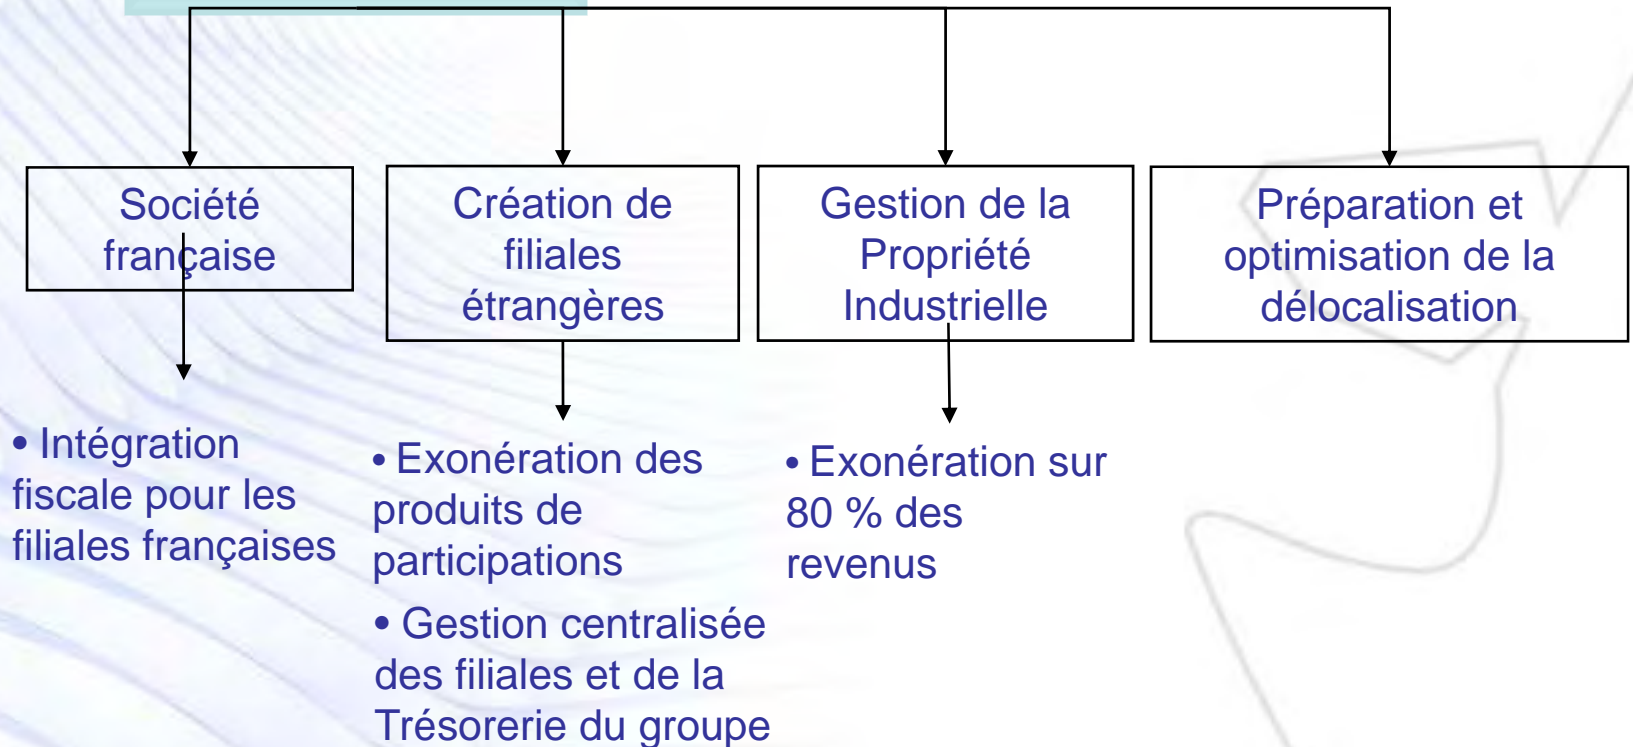 Société
française
Création de
filiales
étrangères
Gestion de la
Propriété
Industrielle
Préparation et
optimisation de la
délocalisation
• Intégration
fiscale pour les
filiales françaises
• Exonération des
produits de
participations
• Gestion centralisée
des filiales et de la
Trésorerie du groupe
• Exonération sur
80 % des
revenus